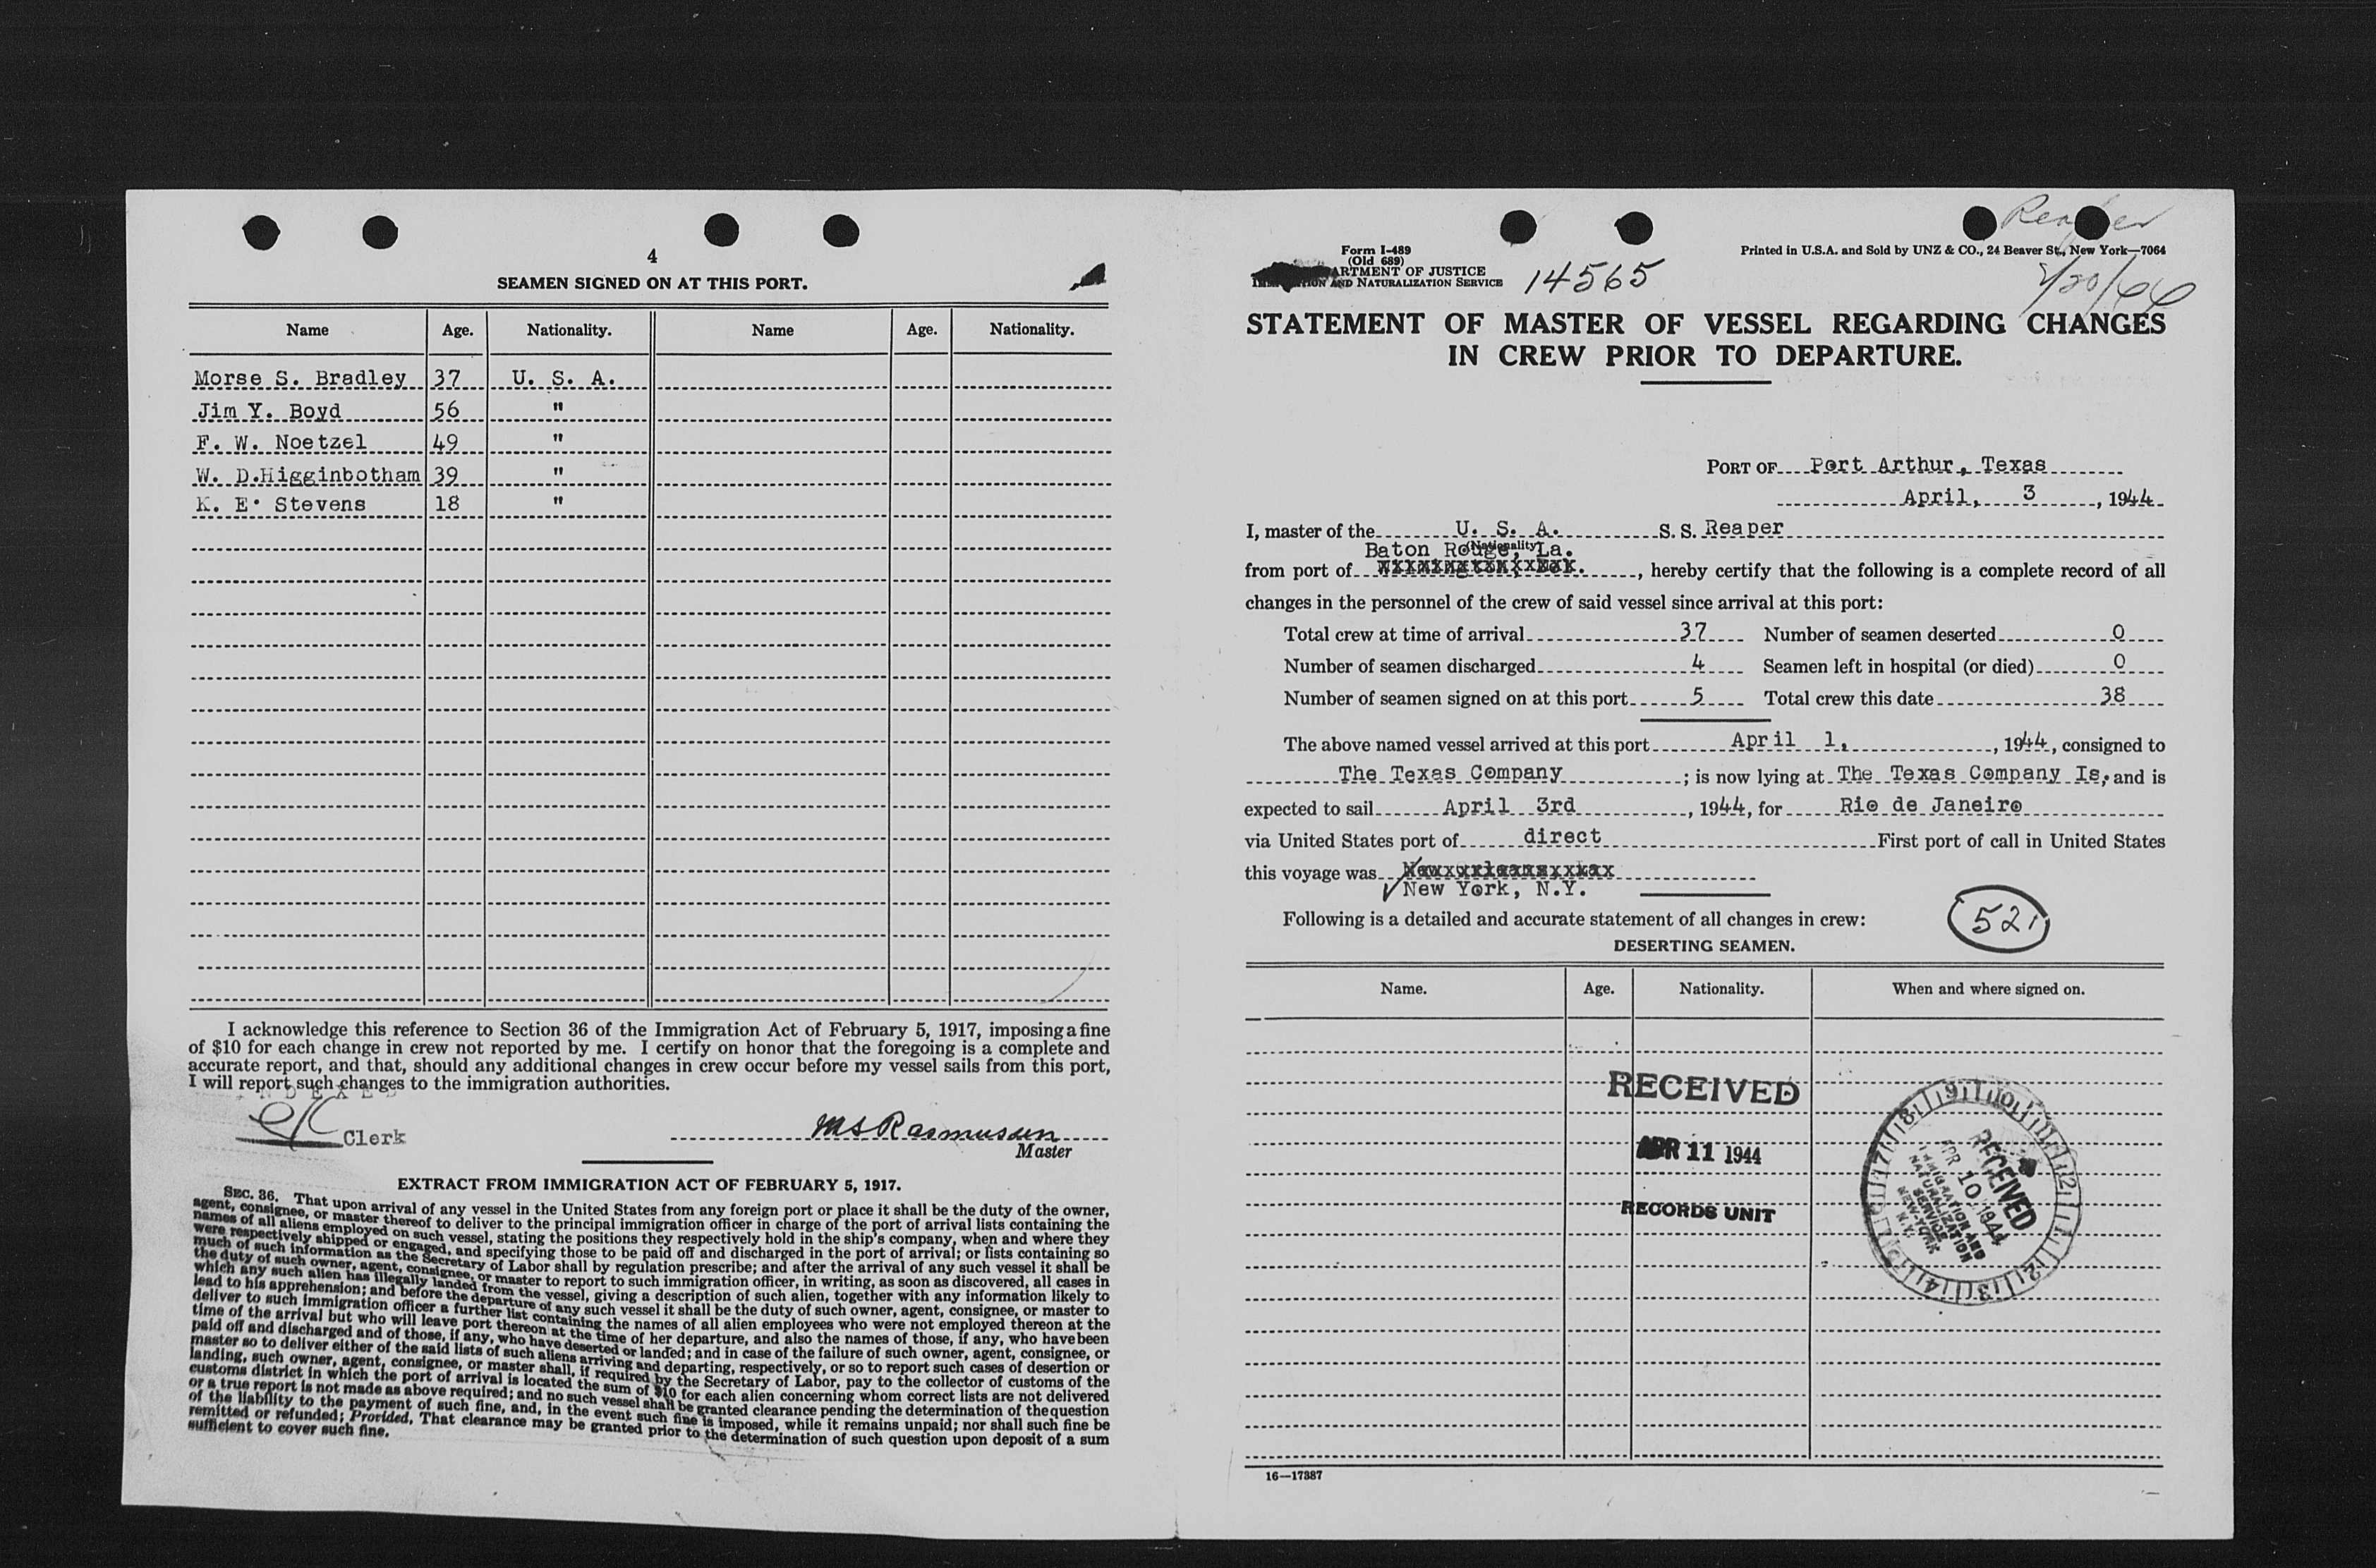 4
SEAMEN SIGNED ON AT THIS PORT.
Name Age. Nationality. Name Age. Nationality.
Morse S. Bradley 37 U. S. A.
Jim Y. Boyd 56 "
F. W. Noetzel 49 "
W. D.Higginbotham 39 "
K. E. Stevens 18 "
I acknowledge this reference to Section 36 of the Immigration Act of February 5, 1917, imposing a fine
of $10 for each change in crew not reported by me. I certify on honor that the foregoing is a complete and
accurate report, and that, should any additional changes in crew occur before my vessel sails from this port,
I will report such changes to the immigration authorities.
INDEXED
Clerk
M S Rasmussen
Master
EXTRACT FROM IMMIGRATION ACT OF FEBRUARY 5, 1917.
SEC. 36. That upon arrival of any vessel in the United States from any foreign port or place it shall be the duty of the owner,
agent, consignee, or master thereof to deliver to the principal immigration officer in charge of the port of arrival lists containing the
names of all aliens employed on such vessel, stating the positions they respectively hold in the ship's company, when and where they
were respectively shipped or engaged, and specifying those to be paid off and discharged in the port of arrival; or lists containing so
much of such information as the Secretary of Labor shall by regulation prescribe; and after the arrival of any such vessel it shall be
the duty of such owner, agent, consignee, or master to report to such immigration officer, in writing, as soon as discovered, all cases in
which any such alien has illegally landed from the vessel, giving a description of such alien, together with any information likely to
lead to his apprehension; and before the departure of any such vessel it shall be the duty of such owner, agent, consignee, or master to
deliver to such immigration officer a further list containing the names of all alien employees who were not employed thereon at the
time of the arrival but who will leave port thereon at the time of her departure, and also the names of those, if any, who have been
paid off and discharged and of those, if any, who have deserted or landed; and in case of the failure of such owner, agent, consignee, or
master so to deliver either of the said lists of such aliens arriving and departing, respectively, or so to report such cases of desertion or
landing, such owner, agent, consignee, or master shall, if required by the Secretary of Labor, pay to the collector of customs of the
customs district in which the port of arrival is located the sum of $10 for each alien concerning whom correct lists are not delivered
or a true report is not made as above required; and no such vessel shall be granted clearance pending the determination of the question
of the liability to the payment of such fine, and, in the event such fine is imposed, while it remains unpaid; nor shall such fine be
remitted or refunded; Provided, That clearance may be granted prior to the determination of such question upon deposit of a sum
sufficient to cover such fine.
Reaper
Form I-489
(Old 689)
ARTMENT OF JUSTICE
AND NATURALIZATION SERVICE
14565
Printed in U.S.A. and Sold by UNZ & CO., 24 Beaver St., New York—7064
STATEMENT OF MASTER OF VESSEL REGARDING CHANGES
IN CREW PRIOR TO DEPARTURE.
PORT OF Port Arthur, Texas
April, 3, 1944
I, master of the U. S. A. S. S. Reaper
(Nationality)
Baton Rouge, La.
from port of , hereby certify that the following is a complete record of all
changes in the personnel of the crew of said vessel since arrival at this port:
Total crew at time of arrival 37 Number of seamen deserted 0
Number of seamen discharged 4 Seamen left in hospital (or died) 0
Number of seamen signed on at this port 5 Total crew this date 38
The above named vessel arrived at this port April 1, , 1944, consigned to
The Texas Company ; is now lying at The Texas Company Is. and is
expected to sail April 3rd , 1944, for Rio de Janeiro
via United States port of direct First port of call in United States
this voyage was
New York, N.Y.
Following is a detailed and accurate statement of all changes in crew:
521
DESERTING SEAMEN.
Name. Age. Nationality. When and where signed on.
RECEIVED
APR 11 1944
RECORDS UNIT
RECEIVED
APR 10 1944
IMMIGRATION AND
NATURALIZATION
SERVICE
NEW-YORK
N.Y.
16—17887